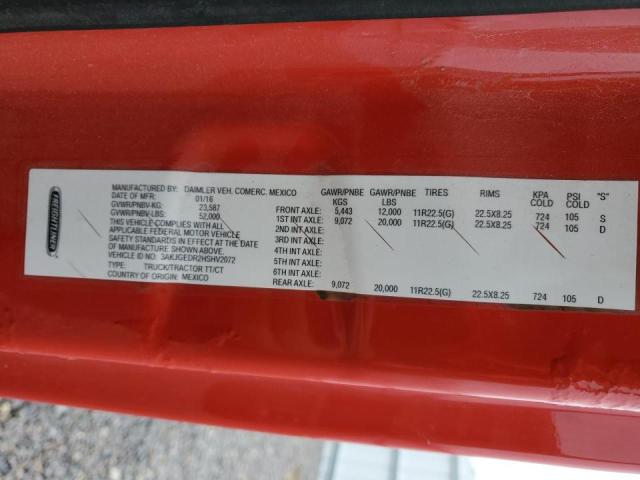 FREIGHTLINER
MANUFACTURED BY: DAIMLER VEH. COMERC. MEXICO
DATE OF MFR: 01/16
GVWR/PNBV-KG: 23,587
GVWR/PNBV-LBS: 52,000
THIS VEHICLE COMPLIES WITH ALL
APPLICABLE FEDERAL MOTOR VEHICLE
SAFETY STANDARDS IN EFFECT AT THE DATE
OF MANUFACTURE SHOWN ABOVE.
VEHICLE ID NO: 3AKJGEDR2HSHV2072
TYPE: TRUCK/TRACTOR TT/CT
COUNTRY OF ORIGIN: MEXICO
GAWR/PNBE GAWR/PNBE TIRES RIMS KPA PSI "S"
KGS LBS COLD COLD
FRONT AXLE: 5,443 12,000 11R22.5(G) 22.5X8.25 724 105 S
1ST INT AXLE: 9,072 20,000 11R22.5(G) 22.5X8.25 724 105 D
2ND INT AXLE:
3RD INT AXLE:
4TH INT AXLE:
5TH INT AXLE:
6TH INT AXLE:
REAR AXLE: 9,072 20,000 11R22.5(G) 22.5X8.25 724 105 D